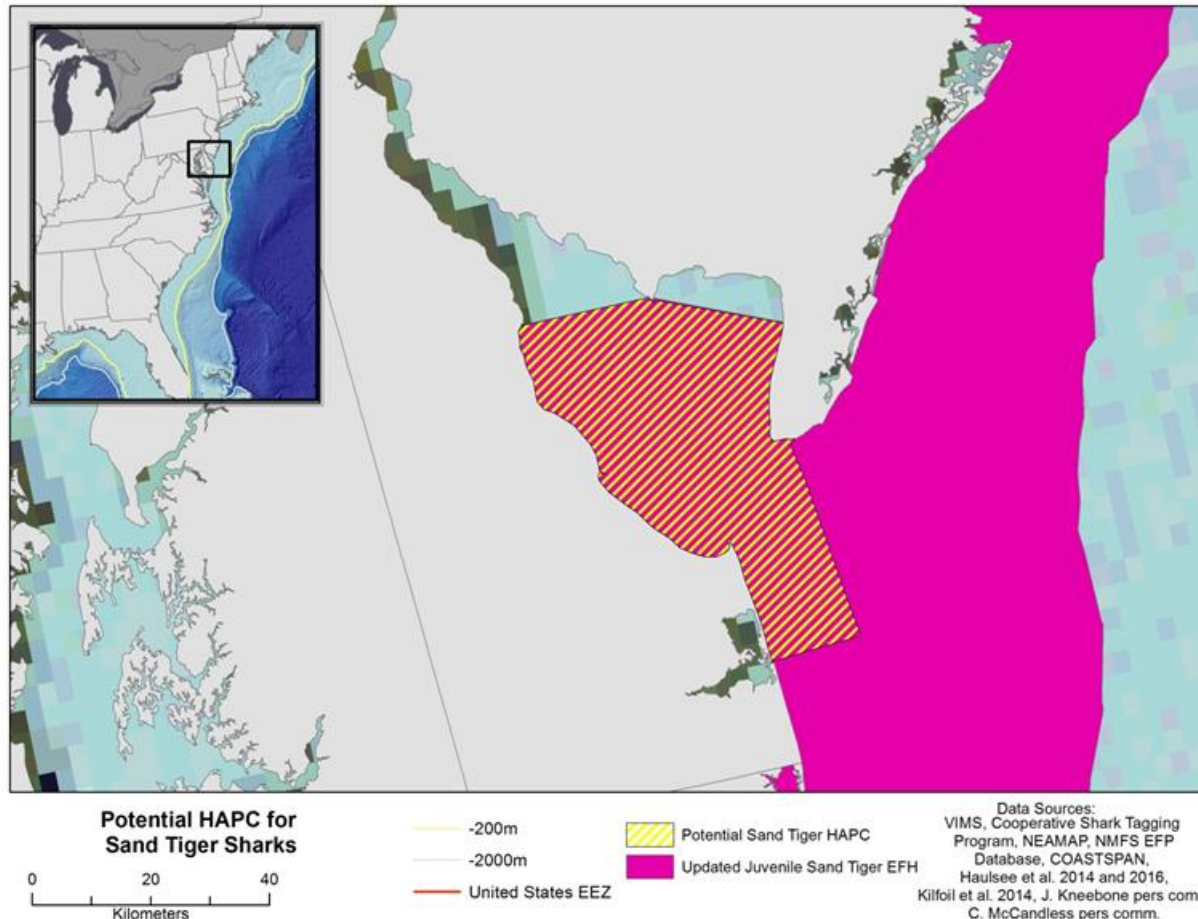 Potential HAPC for
Sand Tiger Sharks
0 20 40
Kilometers
-200m
-2000m
United States EEZ
Potential Sand Tiger HAPC
Updated Juvenile Sand Tiger EFH
Data Sources:
VIMS, Cooperative Shark Tagging
Program, NEAMAP, NMFS EFP
Database, COASTSPAN,
Haulsee et al. 2014 and 2016,
Kilfoil et al. 2014, J. Kneebone pers com
C. McCandless pers comm.